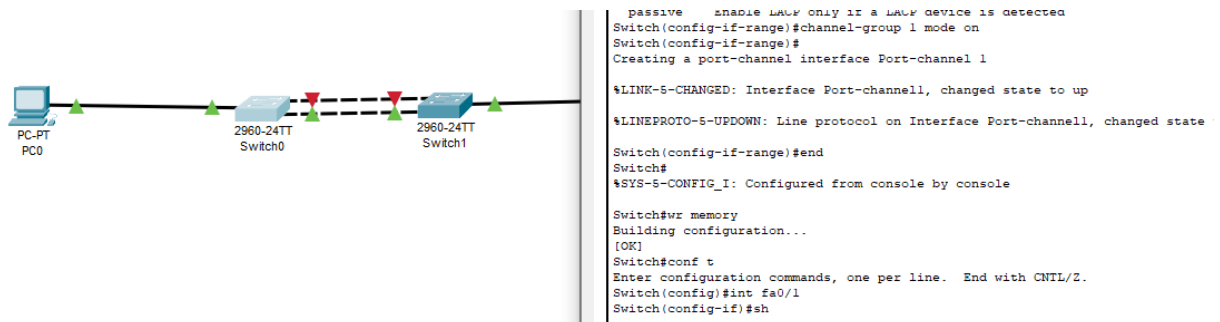 PC-PT
PC0
2960-24TT
Switch0
2960-24TT
Switch1
passive Enable LACP only if a LACP device is detected
Switch(config-if-range)#channel-group 1 mode on
Switch(config-if-range)#
Creating a port-channel interface Port-channel 1
%LINK-5-CHANGED: Interface Port-channel1, changed state to up
%LINEPROTO-5-UPDOWN: Line protocol on Interface Port-channel1, changed state
Switch(config-if-range)#end
Switch#
%SYS-5-CONFIG_I: Configured from console by console
Switch#wr memory
Building configuration...
[OK]
Switch#conf t
Enter configuration commands, one per line. End with CNTL/Z.
Switch(config)#int fa0/1
Switch(config-if)#sh